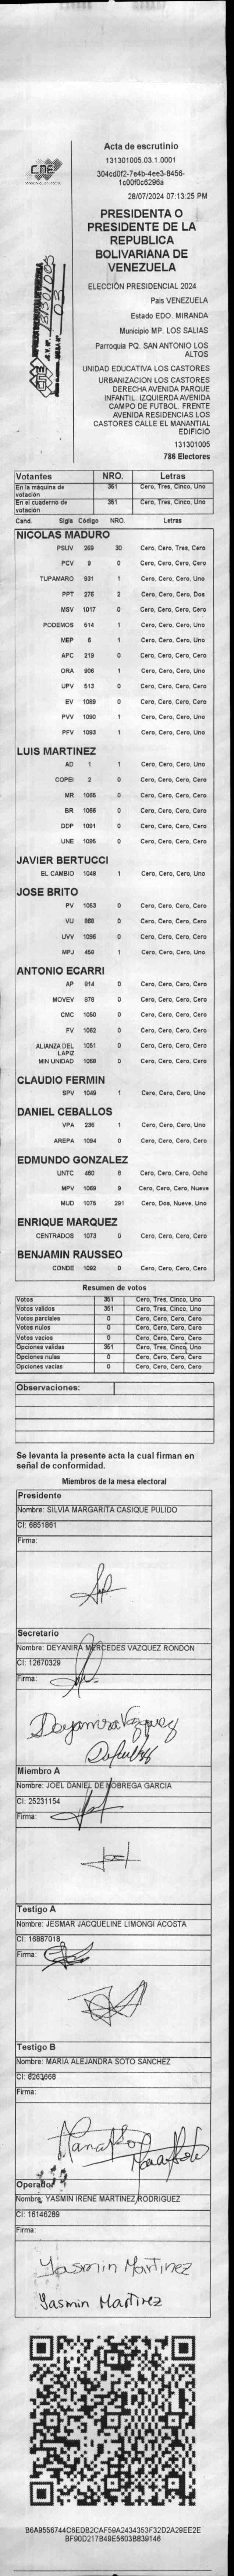 CNE
Acta de escrutinio
131301005.03.1.0001
304cd0f2-7e4b-4ee3-8456-
1c00f0c6296a
28/07/2024 07:13:25 PM
PRESIDENTA O
PRESIDENTE DE LA
REPUBLICA
BOLIVARIANA DE
VENEZUELA
ELECCIÓN PRESIDENCIAL 2024
Pais VENEZUELA
Estado EDO. MIRANDA
Municipio MP. LOS SALIAS
Parroquia PQ. SAN ANTONIO LOS
ALTOS
UNIDAD EDUCATIVA LOS CASTORES
URBANIZACION LOS CASTORES
DERECHA AVENIDA PARQUE
INFANTIL. IZQUIERDA AVENIDA
CAMPO DE FUTBOL. FRENTE
AVENIDA RESIDENCIAS LOS
CASTORES CALLE EL MANANTIAL
EDIFICIO
131301005
786 Electores
Votantes NRO. Letras
En la máquina de votación 351 Cero, Tres, Cinco, Uno
En el cuaderno de votación 351 Cero, Tres, Cinco, Uno
Cand. Sigla Código NRO. Letras
NICOLAS MADURO
PSUV 269 30 Cero, Cero, Tres, Cero
PCV 9 0 Cero, Cero, Cero, Cero
TUPAMARO 931 1 Cero, Cero, Cero, Uno
PPT 276 2 Cero, Cero, Cero, Dos
MSV 1017 0 Cero, Cero, Cero, Cero
PODEMOS 514 1 Cero, Cero, Cero, Uno
MEP 6 1 Cero, Cero, Cero, Uno
APC 219 0 Cero, Cero, Cero, Cero
ORA 906 1 Cero, Cero, Cero, Uno
UPV 513 0 Cero, Cero, Cero, Cero
EV 1089 0 Cero, Cero, Cero, Cero
PVV 1090 1 Cero, Cero, Cero, Uno
PFV 1093 1 Cero, Cero, Cero, Uno
LUIS MARTINEZ
AD 1 1 Cero, Cero, Cero, Uno
COPEI 2 0 Cero, Cero, Cero, Cero
MR 1065 0 Cero, Cero, Cero, Cero
BR 1066 0 Cero, Cero, Cero, Cero
DDP 1091 0 Cero, Cero, Cero, Cero
UNE 1095 0 Cero, Cero, Cero, Cero
JAVIER BERTUCCI
EL CAMBIO 1048 1 Cero, Cero, Cero, Uno
JOSE BRITO
PV 1053 0 Cero, Cero, Cero, Cero
VU 868 0 Cero, Cero, Cero, Cero
UVV 1096 0 Cero, Cero, Cero, Cero
MPJ 459 1 Cero, Cero, Cero, Uno
ANTONIO ECARRI
AP 914 0 Cero, Cero, Cero, Cero
MOVEV 878 0 Cero, Cero, Cero, Cero
CMC 1050 0 Cero, Cero, Cero, Cero
FV 1062 0 Cero, Cero, Cero, Cero
ALIANZA DEL LAPIZ 1051 0 Cero, Cero, Cero, Cero
MIN UNIDAD 1068 0 Cero, Cero, Cero, Cero
CLAUDIO FERMIN
SPV 1049 1 Cero, Cero, Cero, Uno
DANIEL CEBALLOS
VPA 236 1 Cero, Cero, Cero, Uno
AREPA 1094 0 Cero, Cero, Cero, Cero
EDMUNDO GONZALEZ
UNTC 460 8 Cero, Cero, Cero, Ocho
MPV 1069 9 Cero, Cero, Cero, Nueve
MUD 1075 291 Cero, Dos, Nueve, Uno
ENRIQUE MARQUEZ
CENTRADOS 1073 0 Cero, Cero, Cero, Cero
BENJAMIN RAUSSEO
CONDE 1092 0 Cero, Cero, Cero, Cero
Resumen de votos
Votos 351 Cero, Tres, Cinco, Uno
Votos validos 351 Cero, Tres, Cinco, Uno
Votos parciales 0 Cero, Cero, Cero, Cero
Votos nulos 0 Cero, Cero, Cero, Cero
Votos vacios 0 Cero, Cero, Cero, Cero
Opciones validas 351 Cero, Tres, Cinco, Uno
Opciones nulas 0 Cero, Cero, Cero, Cero
Opciones vacias 0 Cero, Cero, Cero, Cero
Observaciones:
Se levanta la presente acta la cual firman en
señal de conformidad.
Miembros de la mesa electoral
Presidente
Nombre: SILVIA MARGARITA CASIQUE PULIDO
CI: 6851861
Firma:
Secretario
Nombre: DEYANIRA MERCEDES VAZQUEZ RONDON
CI: 12670329
Firma:
Deyanira Vazquez
Miembro A
Nombre: JOEL DANIEL DE NOBREGA GARCIA
CI: 25231154
Firma:
Testigo A
Nombre: JESMAR JACQUELINE LIMONGI ACOSTA
CI: 16887018
Firma:
Testigo B
Nombre: MARIA ALEJANDRA SOTO SANCHEZ
CI: 6263668
Firma:
Operador
Nombre: YASMIN IRENE MARTINEZ RODRIGUEZ
CI: 16146289
Firma:
Yasmin Martinez
Yasmin Martinez
B6A9556744C6EDB2CAF59A2434353F32D2A29EE2E
BF90D217B49E5603B839146